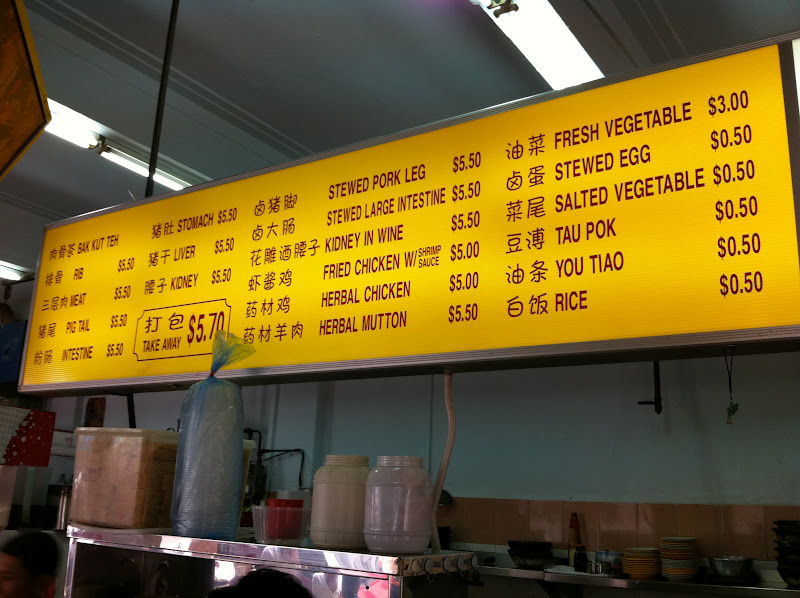 肉骨茶 BAK KUT TEH
排骨 RIB $5.50
三层肉 MEAT $5.50
猪尾 PIG TAIL $5.50
粉肠 INTESTINE $5.50
猪肚 STOMACH $5.50
猪干 LIVER $5.50
腰子 KIDNEY $5.50
打包 TAKE AWAY $5.70
卤猪脚 STEWED PORK LEG $5.50
卤大肠 STEWED LARGE INTESTINE $5.50
花雕酒腰子 KIDNEY IN WINE $5.50
虾酱鸡 FRIED CHICKEN W/SHRIMP SAUCE $5.00
药材鸡 HERBAL CHICKEN $5.00
药材羊肉 HERBAL MUTTON $5.50
油菜 FRESH VEGETABLE $3.00
卤蛋 STEWED EGG $0.50
菜尾 SALTED VEGETABLE $0.50
豆溥 TAU POK $0.50
油条 YOU TIAO $0.50
白饭 RICE $0.50